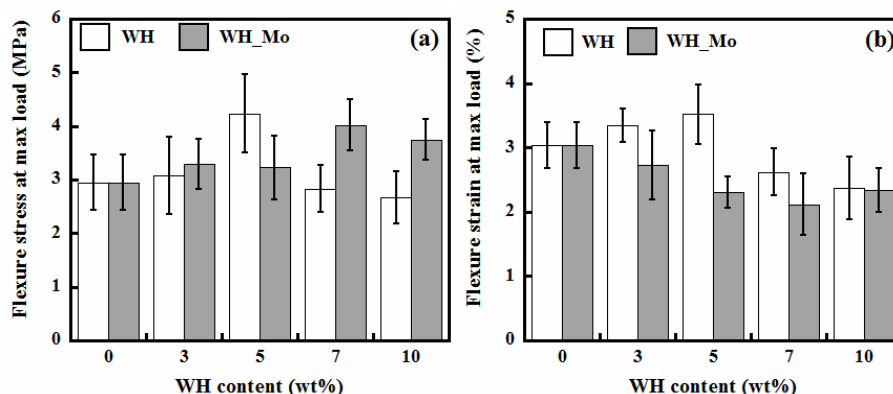 WH WH_Mo (a)
Flexure stress at max load (MPa)
6
5
4
3
2
1
0
0 3 5 7 10
WH content (wt%)
WH WH_Mo (b)
Flexure strain at max load (%)
5
4
3
2
1
0
0 3 5 7 10
WH content (wt%)